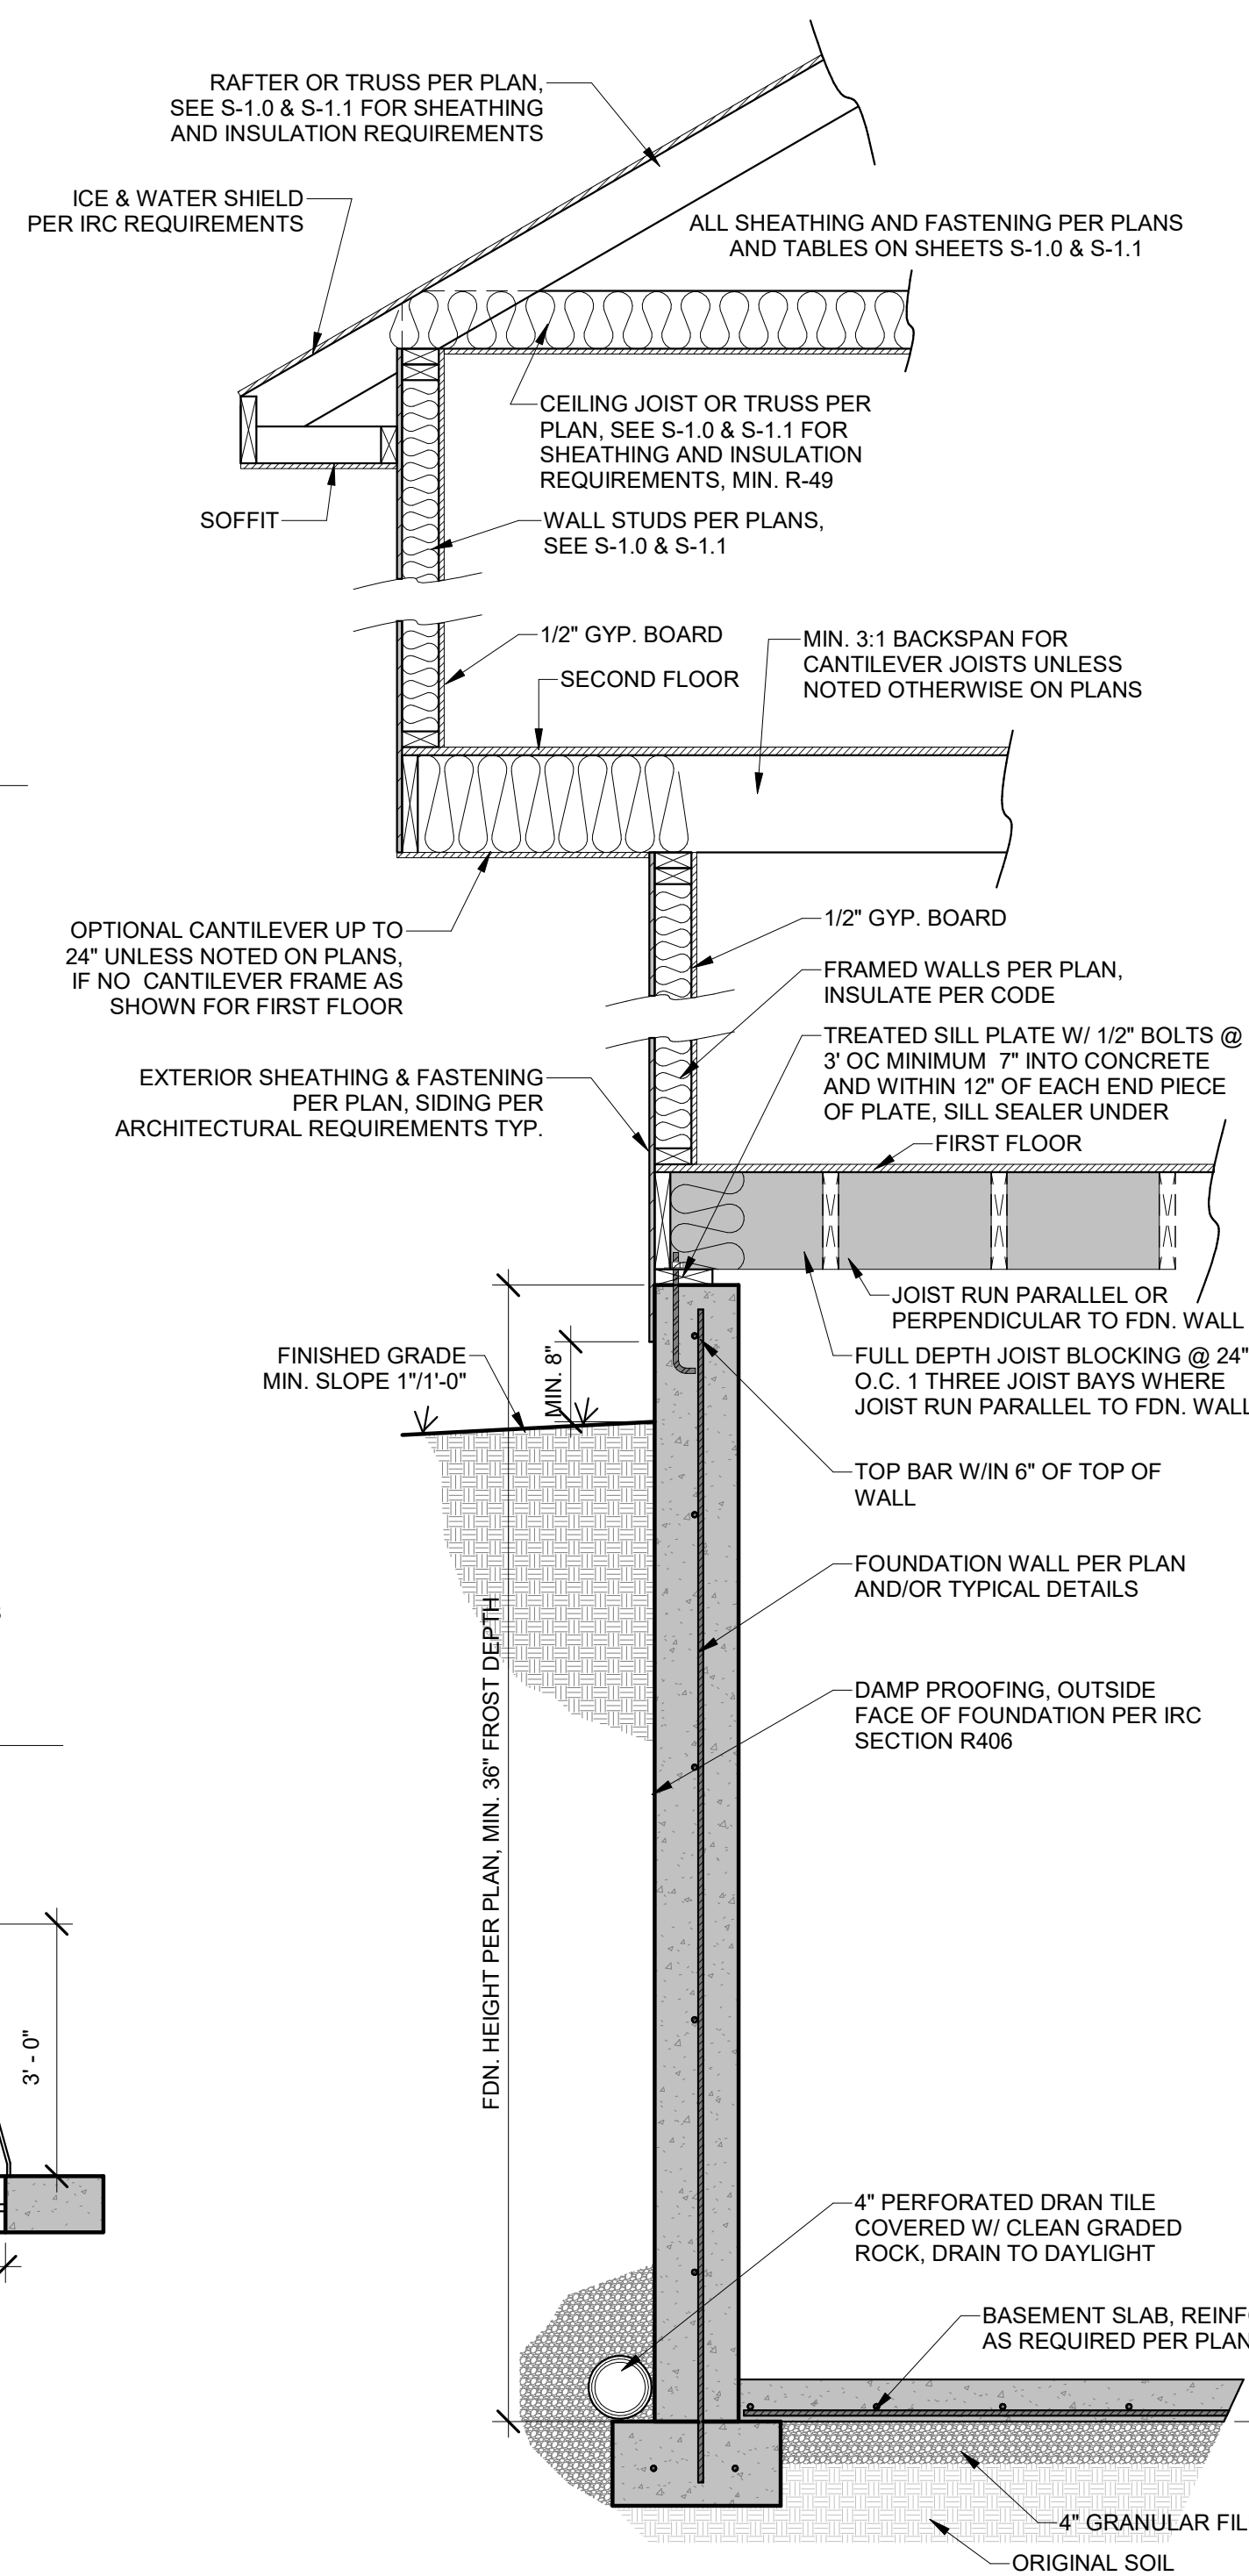 RAFTER OR TRUSS PER PLAN,
SEE S-1.0 & S-1.1 FOR SHEATHING
AND INSULATION REQUIREMENTS
ICE & WATER SHIELD
PER IRC REQUIREMENTS
ALL SHEATHING AND FASTENING PER PLANS
AND TABLES ON SHEETS S-1.0 & S-1.1
CEILING JOIST OR TRUSS PER
PLAN, SEE S-1.0 & S-1.1 FOR
SHEATHING AND INSULATION
REQUIREMENTS, MIN. R-49
SOFFIT
WALL STUDS PER PLANS,
SEE S-1.0 & S-1.1
1/2" GYP. BOARD
SECOND FLOOR
MIN. 3:1 BACKSPAN FOR
CANTILEVER JOISTS UNLESS
NOTED OTHERWISE ON PLANS
OPTIONAL CANTILEVER UP TO
24" UNLESS NOTED ON PLANS,
IF NO CANTILEVER FRAME AS
SHOWN FOR FIRST FLOOR
1/2" GYP. BOARD
FRAMED WALLS PER PLAN,
INSULATE PER CODE
TREATED SILL PLATE W/ 1/2" BOLTS @
3' OC MINIMUM 7" INTO CONCRETE
AND WITHIN 12" OF EACH END PIECE
OF PLATE, SILL SEALER UNDER
EXTERIOR SHEATHING & FASTENING
PER PLAN, SIDING PER
ARCHITECTURAL REQUIREMENTS TYP.
FIRST FLOOR
JOIST RUN PARALLEL OR
PERPENDICULAR TO FDN. WALL
FINISHED GRADE
MIN. SLOPE 1"/1'-0"
MIN. 8"
FULL DEPTH JOIST BLOCKING @ 24"
O.C. 1 THREE JOIST BAYS WHERE
JOIST RUN PARALLEL TO FDN. WALL
TOP BAR W/IN 6" OF TOP OF
WALL
FOUNDATION WALL PER PLAN
AND/OR TYPICAL DETAILS
FDN. HEIGHT PER PLAN, MIN. 36" FROST DEPTH
DAMP PROOFING, OUTSIDE
FACE OF FOUNDATION PER IRC
SECTION R406
3' - 0"
4" PERFORATED DRAN TILE
COVERED W/ CLEAN GRADED
ROCK, DRAIN TO DAYLIGHT
BASEMENT SLAB,
AS REQUIRED PER PLAN
4" GRANULAR
ORIGINAL SOIL